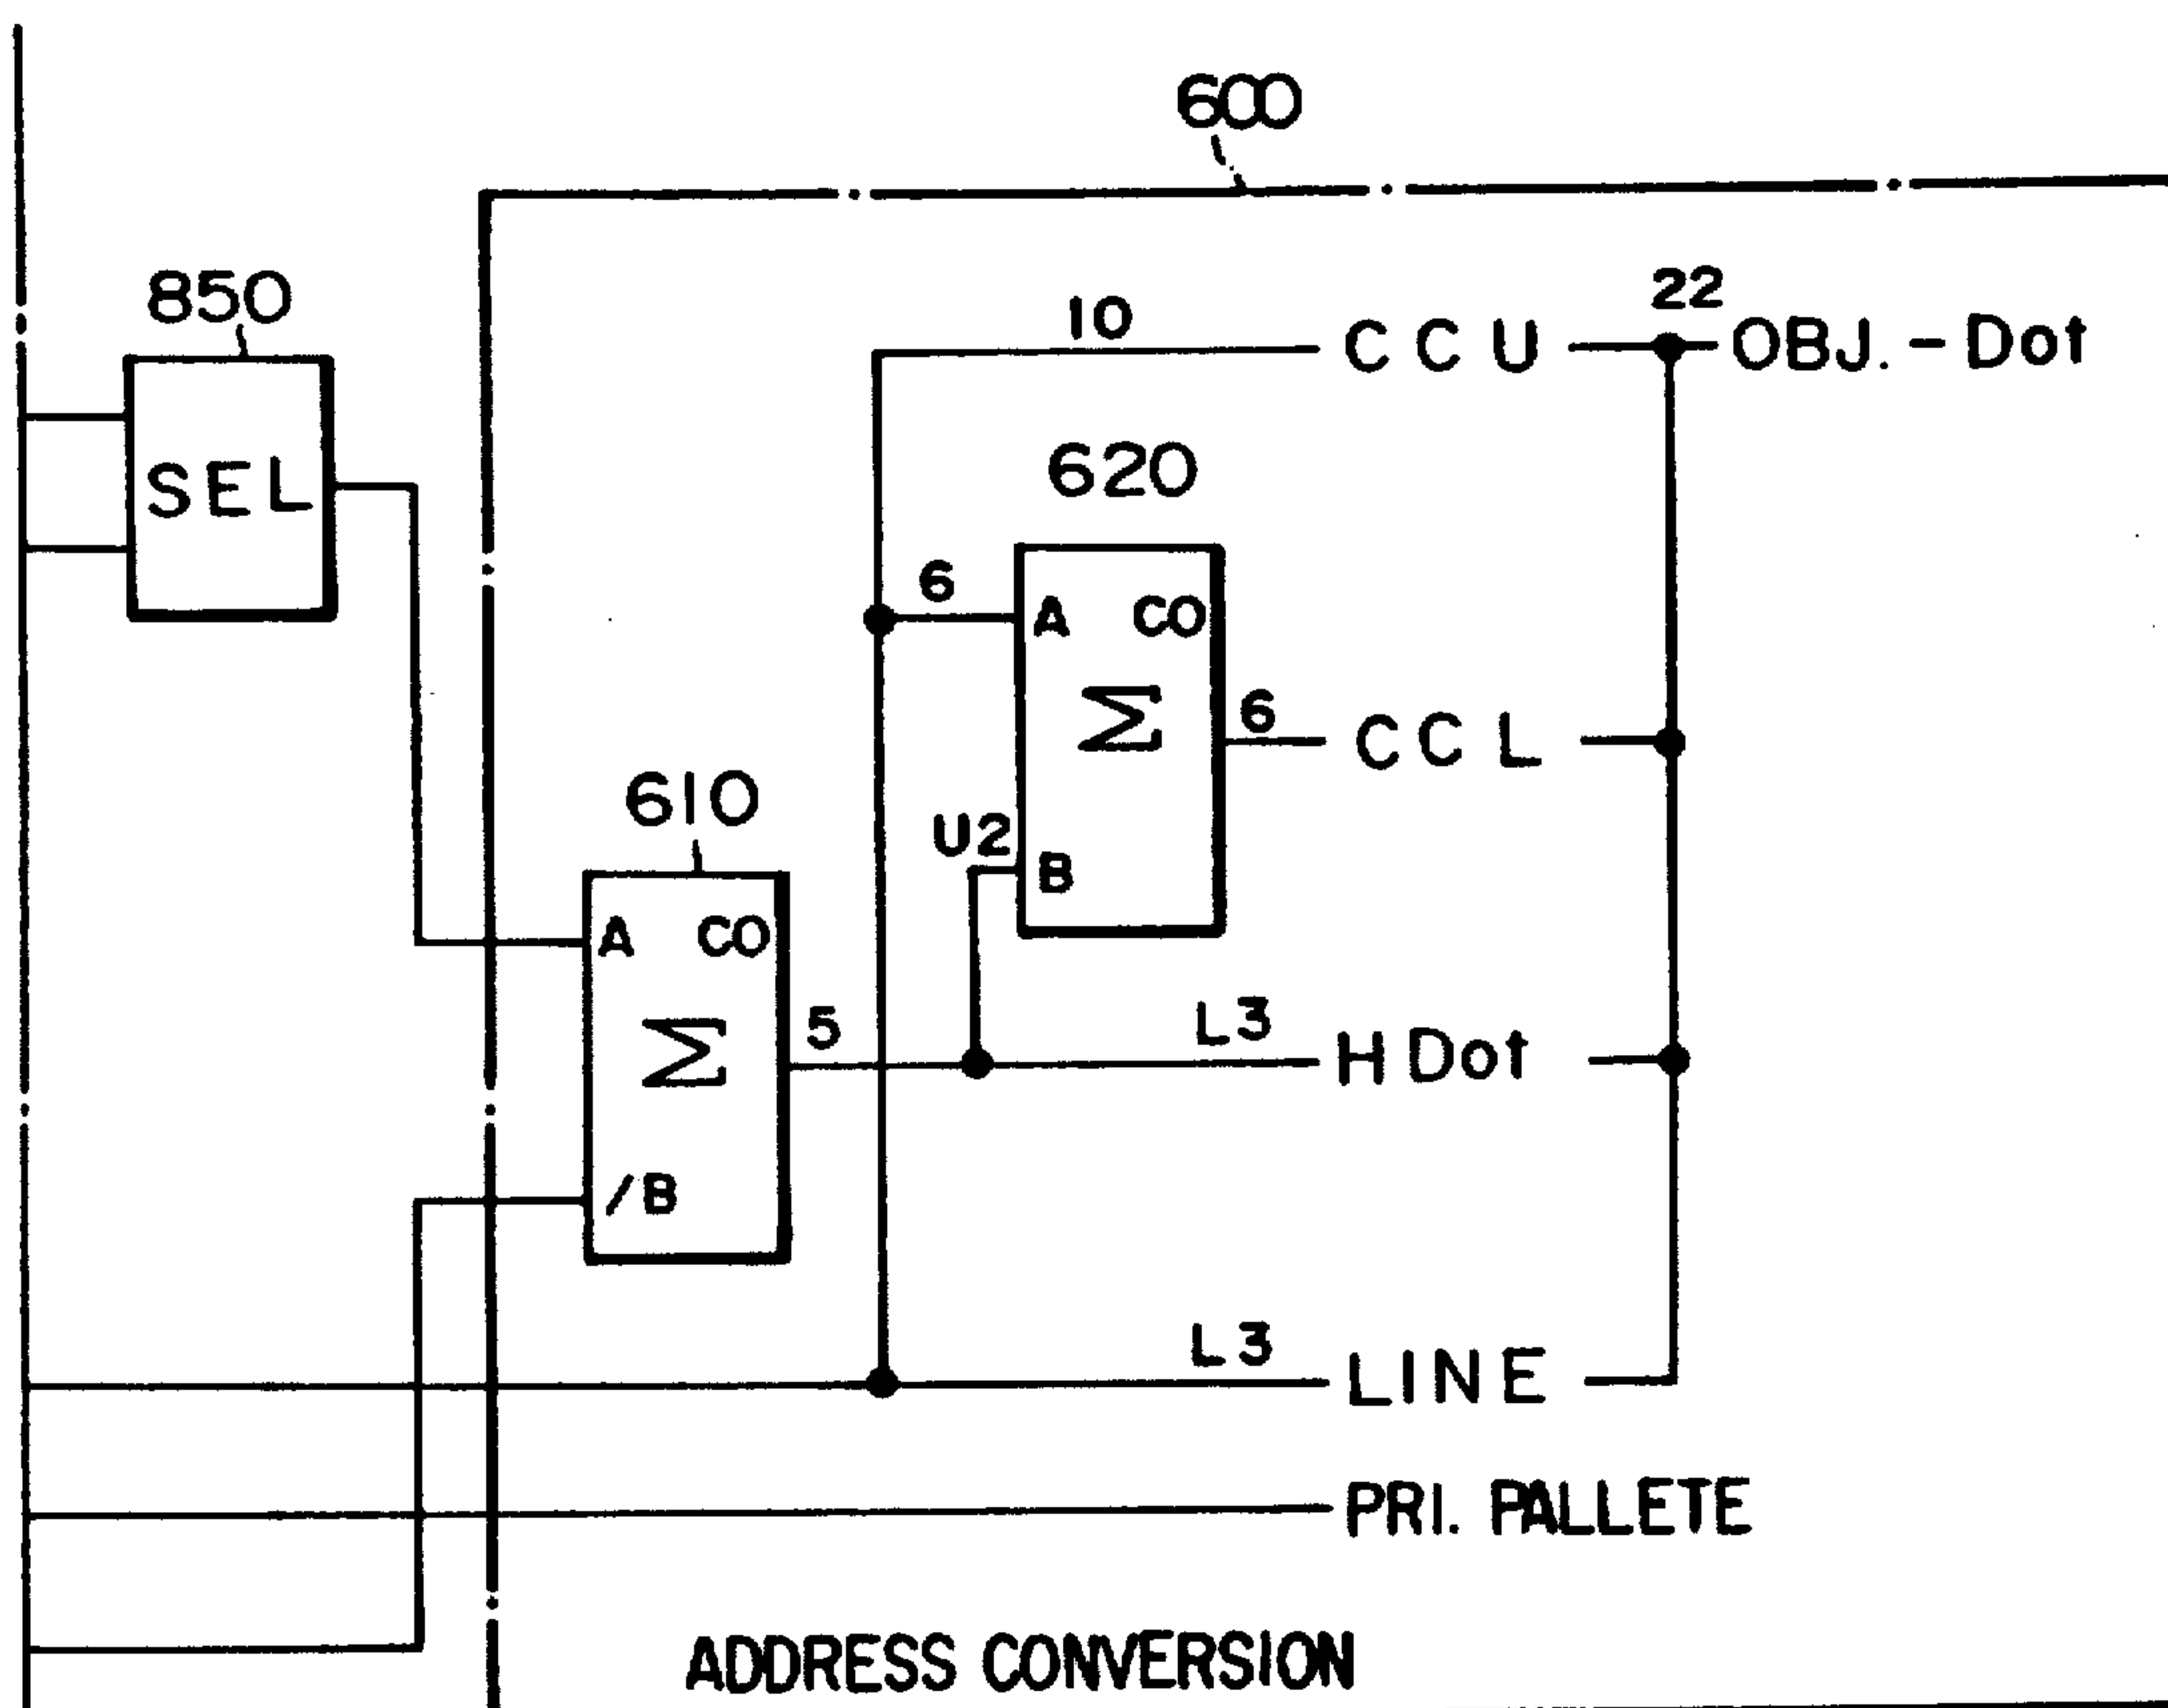 600
850
SEL
10
CCU
22
OBJ.-Dot
620
6
A
CO
Σ
6
CCL
U2
B
610
A
CO
Σ
5
/B
L3
HDot
L3
LINE
PRI. PALLETE
ADDRESS CONVERSION